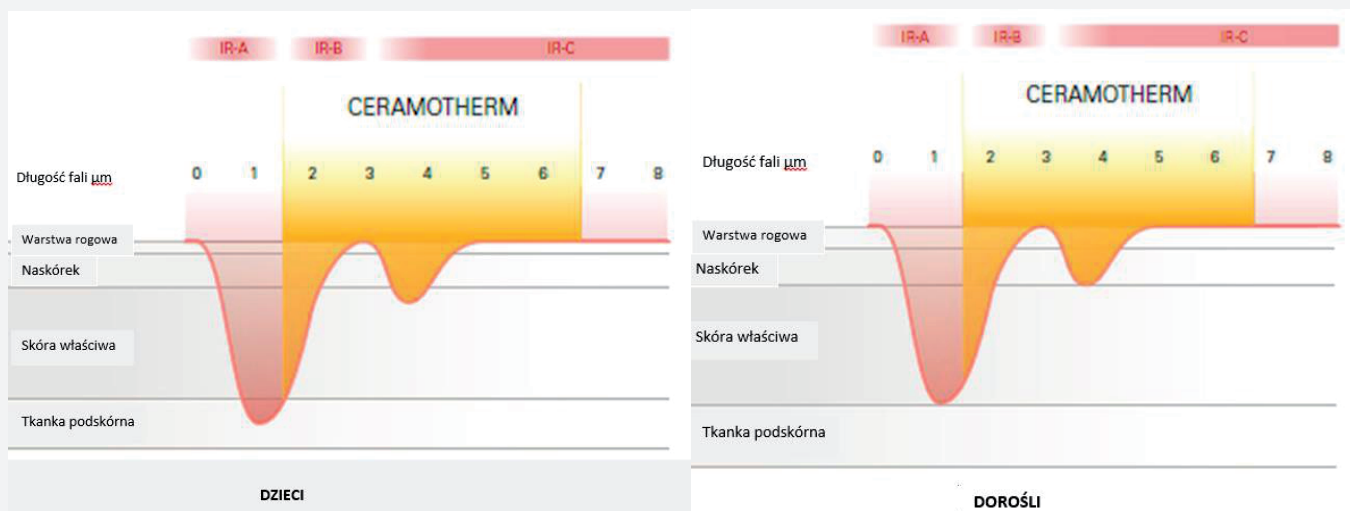 IR-A IR-B IR-C
CERAMOTHERM
Długość fali μm 0 1 2 3 4 5 6 7 8
Warstwa rogowa
Naskórek
Skóra właściwa
Tkanka podskórna
DZIECI
IR-A IR-B IR-C
CERAMOTHERM
Długość fali μm 0 1 2 3 4 5 6 7 8
Warstwa rogowa
Naskórek
Skóra właściwa
Tkanka podskórna
DOROŚLI